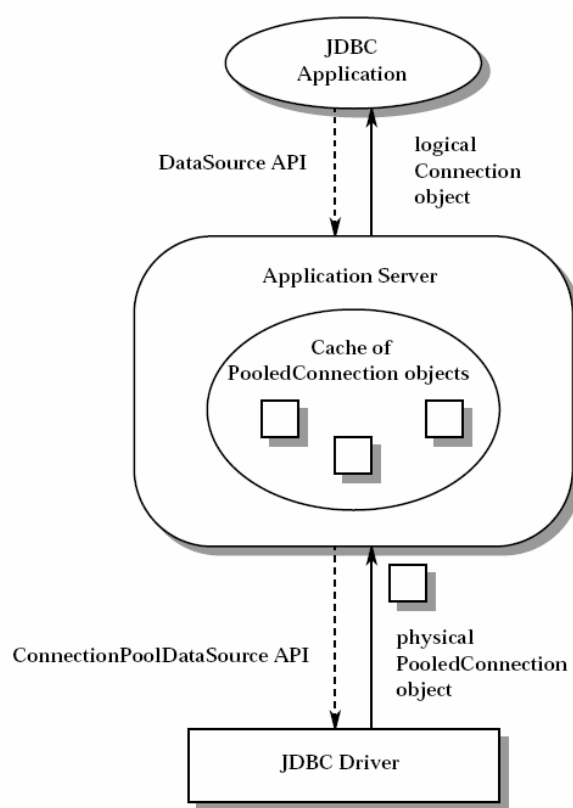 JDBC
Application
DataSource API
logical
Connection
object
Application Server
Cache of
PooledConnection objects
ConnectionPoolDataSource API
physical
PooledConnection
object
JDBC Driver